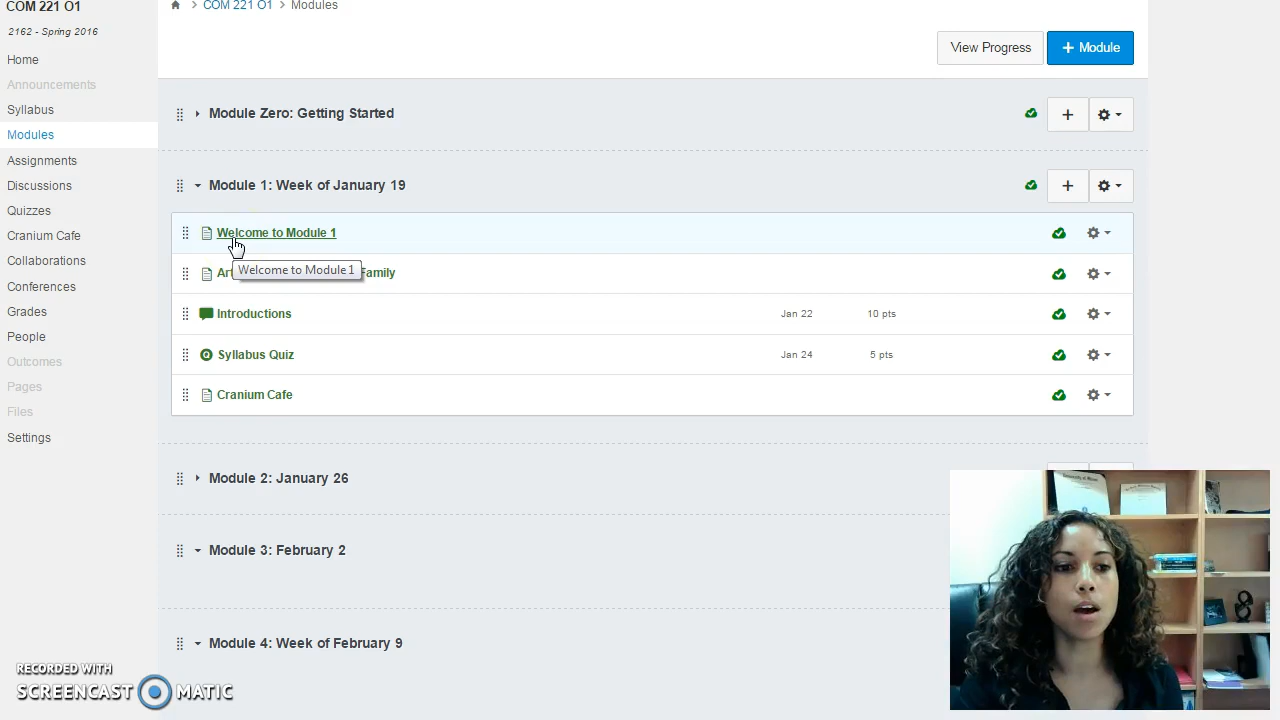 COM 221 O1
2162 - Spring 2016
Home
Announcements
Syllabus
Modules
Assignments
Discussions
Quizzes
Cranium Cafe
Collaborations
Conferences
Grades
People
Outcomes
Pages
Files
Settings
COM 221 O1 > Modules
View Progress
+ Module
Module Zero: Getting Started
Module 1: Week of January 19
Welcome to Module 1
Welcome to Module 1
Family
Introductions Jan 22 10 pts
Syllabus Quiz Jan 24 5 pts
Cranium Cafe
Module 2: January 26
Module 3: February 2
Module 4: Week of February 9
RECORDED WITH
SCREENCAST MATIC